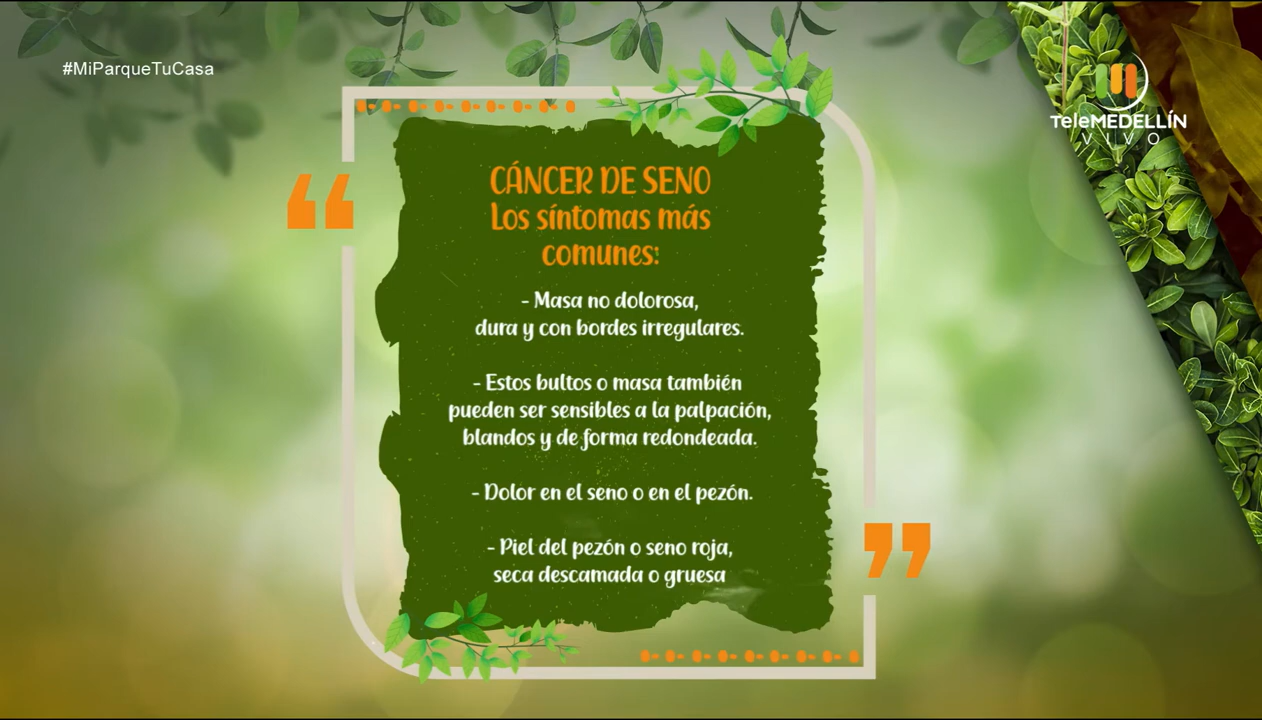 #MiParqueTuCasa
TeleMEDELLÍN
VIVO
CÁNCER DE SENO
Los síntomas más
comunes:
- Masa no dolorosa,
dura y con bordes irregulares.
- Estos bultos o masa también
pueden ser sensibles a la palpación,
blandos y de forma redondeada.
- Dolor en el seno o en el pezón.
- Piel del pezón o seno roja,
seca descamada o gruesa